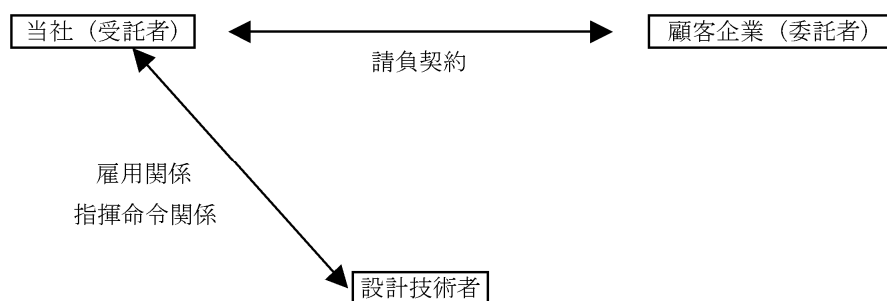 当社（受託者）
顧客企業（委託者）
請負契約
雇用関係
指揮命令関係
設計技術者